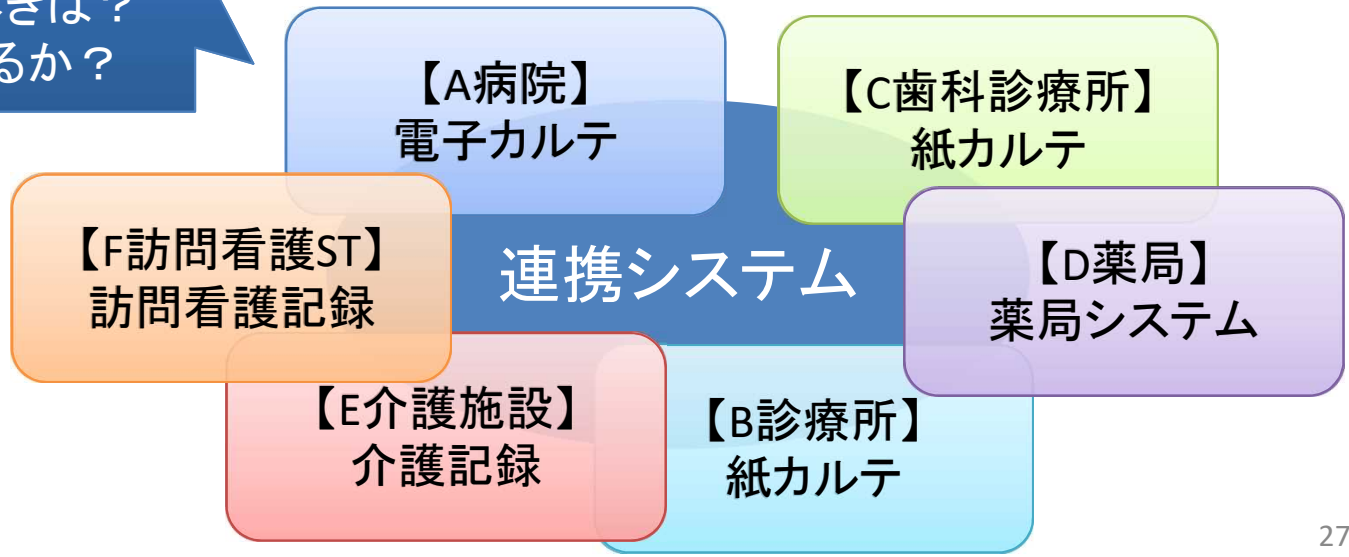 るか？
【A病院】
電子カルテ
【C歯科診療所】
紙カルテ
【F訪問看護ST】
訪問看護記録
連携システム
【D薬局】
薬局システム
【E介護施設】
介護記録
【B診療所】
紙カルテ
27